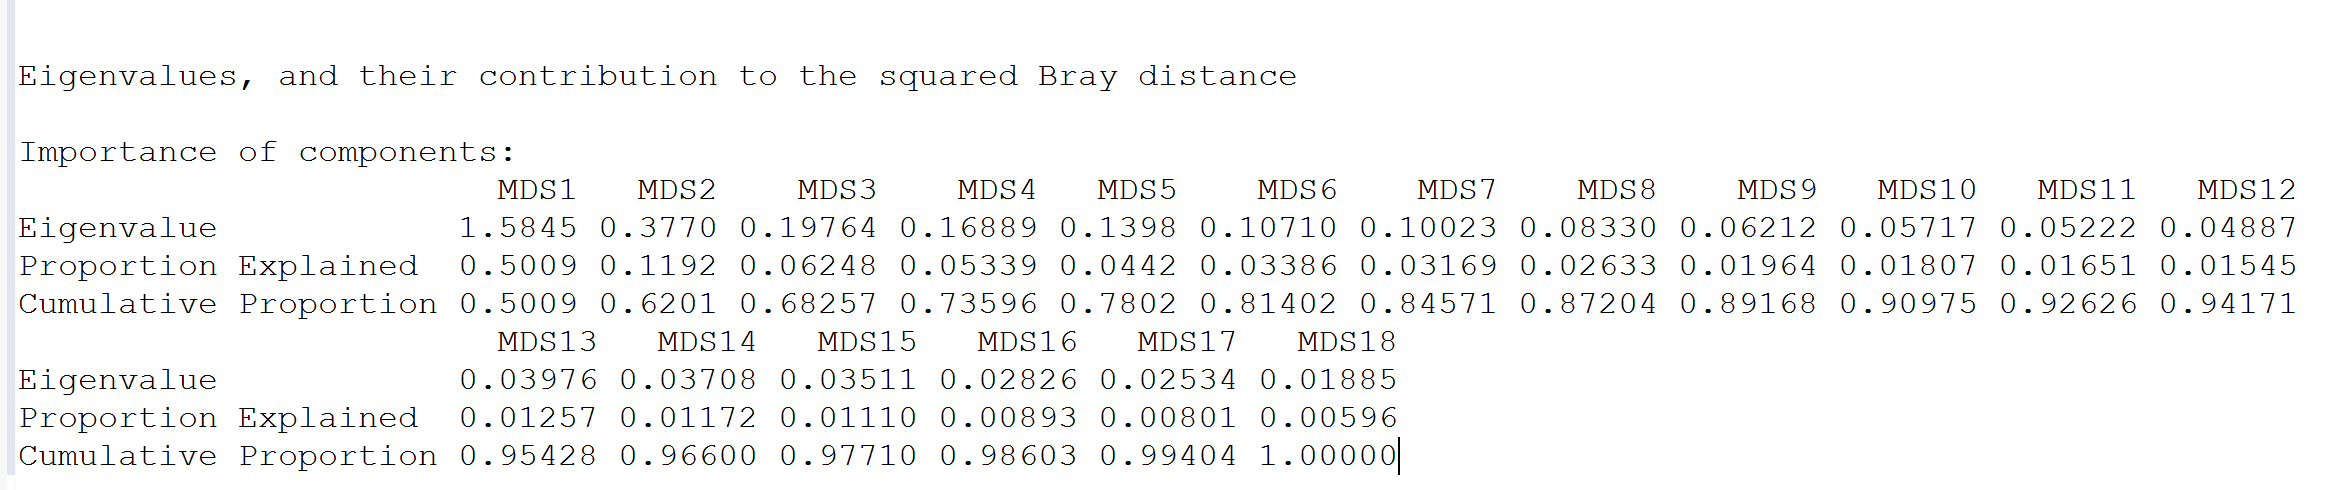 Eigenvalues, and their contribution to the squared Bray distance
Importance of components:
MDS1 MDS2 MDS3 MDS4 MDS5 MDS6 MDS7 MDS8 MDS9 MDS10 MDS11 MDS12
Eigenvalue 1.5845 0.3770 0.19764 0.16889 0.1398 0.10710 0.10023 0.08330 0.06212 0.05717 0.05222 0.04887
Proportion Explained 0.5009 0.1192 0.06248 0.05339 0.0442 0.03386 0.03169 0.02633 0.01964 0.01807 0.01651 0.01545
Cumulative Proportion 0.5009 0.6201 0.68257 0.73596 0.7802 0.81402 0.84571 0.87204 0.89168 0.90975 0.92626 0.94171
MDS13 MDS14 MDS15 MDS16 MDS17 MDS18
Eigenvalue 0.03976 0.03708 0.03511 0.02826 0.02534 0.01885
Proportion Explained 0.01257 0.01172 0.01110 0.00893 0.00801 0.00596
Cumulative Proportion 0.95428 0.96600 0.97710 0.98603 0.99404 1.00000